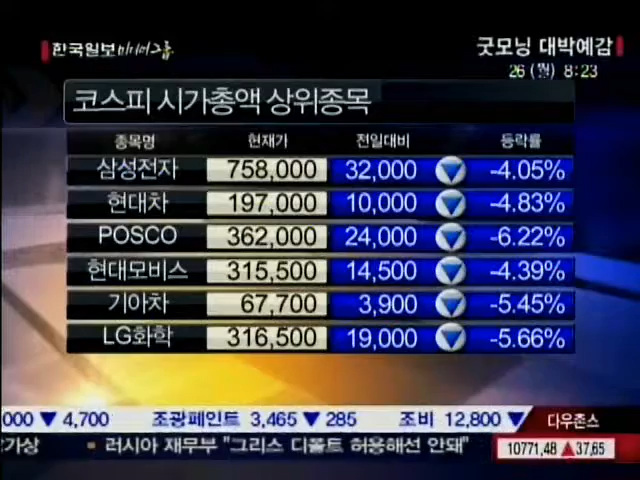 한국일보 미디어그룹
굿모닝 대박예감
26 (월) 8:23
코스피 시가총액 상위종목
종목명 현재가 전일대비 등락률
삼성전자 758,000 32,000 ▼ -4.05%
현대차 197,000 10,000 ▼ -4.83%
POSCO 362,000 24,000 ▼ -6.22%
현대모비스 315,500 14,500 ▼ -4.39%
기아차 67,700 3,900 ▼ -5.45%
LG화학 316,500 19,000 ▼ -5.66%
000 ▼ 4,700 조광페인트 3,465 ▼ 285 조비 12,800 ▼
다우존스
가상 ▪ 러시아 재무부 "그리스 디폴트 허용해선 안돼"
10771,48 ▲37,65